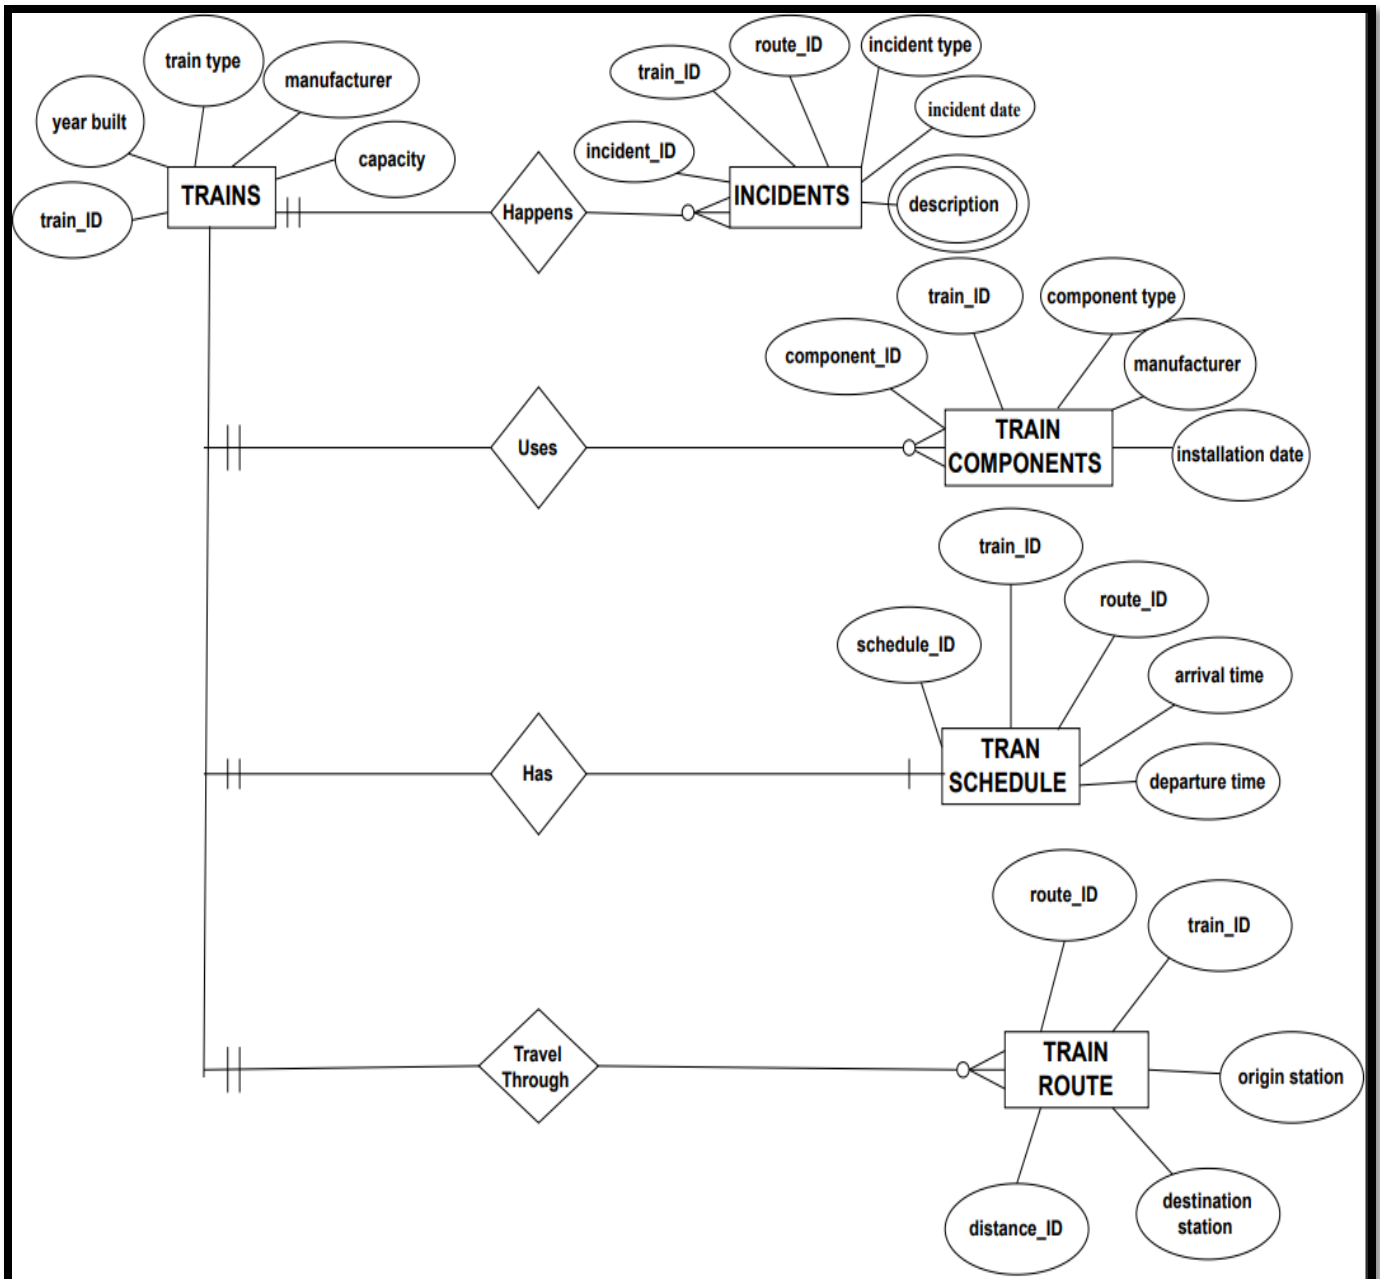 train type
manufacturer
year built
capacity
TRAINS
train_ID
Happens
route_ID
incident type
train_ID
incident date
incident_ID
INCIDENTS
description
train_ID
component type
component_ID
manufacturer
TRAIN
COMPONENTS
installation date
Uses
train_ID
route_ID
schedule_ID
arrival time
TRAN
SCHEDULE
departure time
Has
route_ID
train_ID
TRAIN
ROUTE
origin station
Travel
Through
destination
station
distance_ID